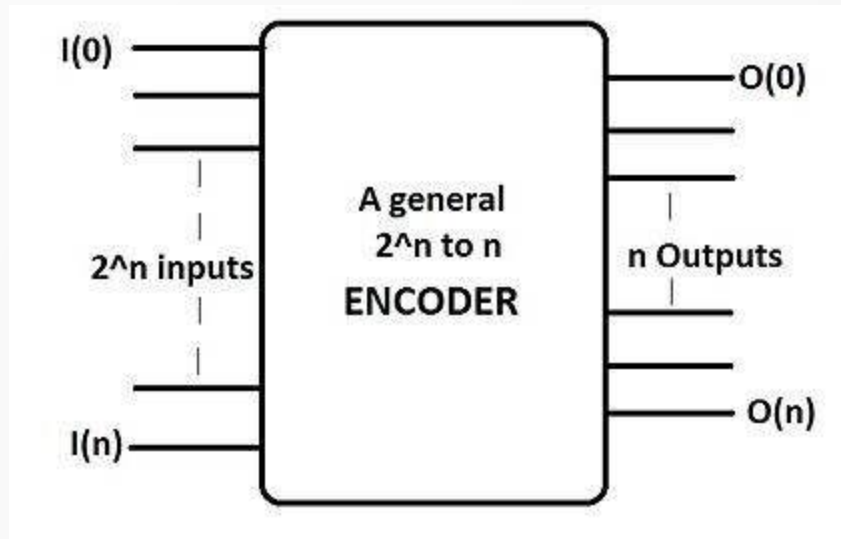 I(0)
2^n inputs
I(n)
A general
2^n to n
ENCODER
O(0)
n Outputs
O(n)